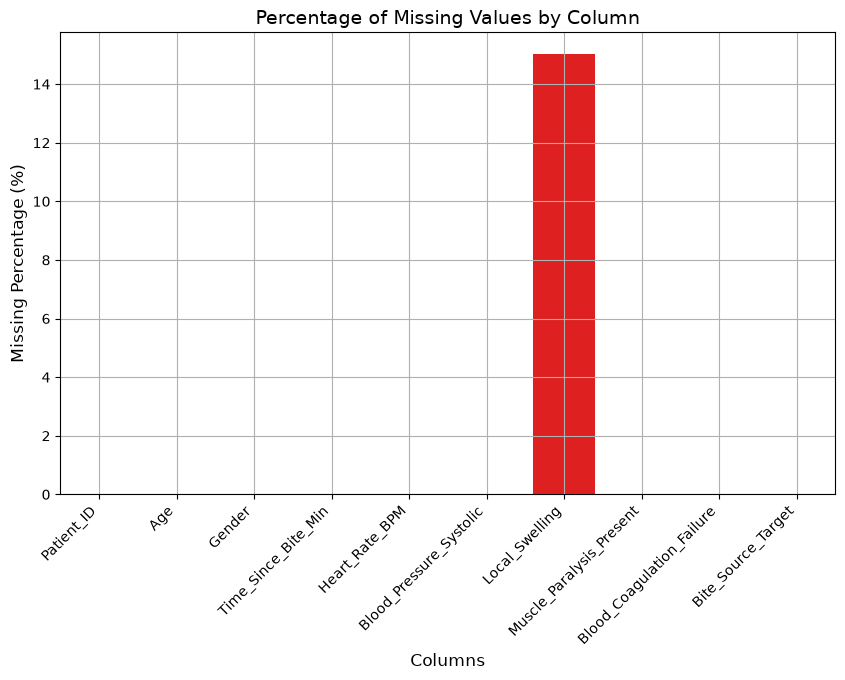 Percentage of Missing Values by Column
Missing Percentage (%)
14
12
10
8
6
4
2
0
Patient_ID
Age
Gender
Time_Since_Bite_Min
Heart_Rate_BPM
Blood_Pressure_Systolic
Local_Swelling
Muscle_Paralysis_Present
Blood_Coagulation_Failure
Bite_Source_Target
Columns